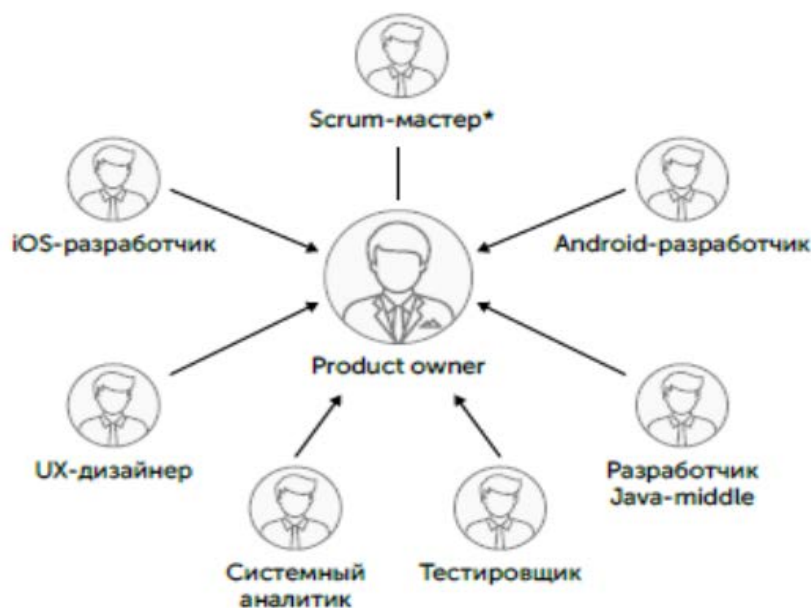 Scrum-мастер*
iOS-разработчик
Android-разработчик
Product owner
UX-дизайнер
Разработчик
Java-middle
Системный
аналитик
Тестировщик